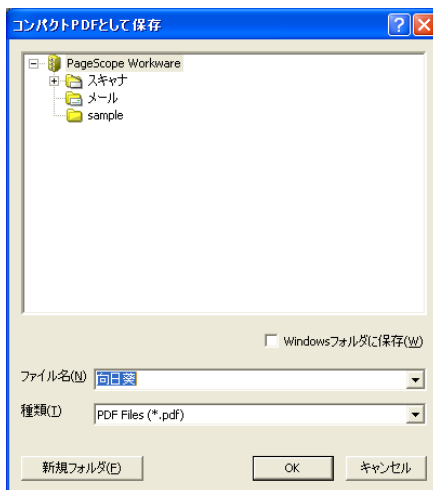 コンパクトPDFとして保存
PageScope Workware
スキャナ
メール
sample
Windowsフォルダに保存(W)
ファイル名(N) 向日葵
種類(T) PDF Files (*.pdf)
新規フォルダ(F) OK キャンセル